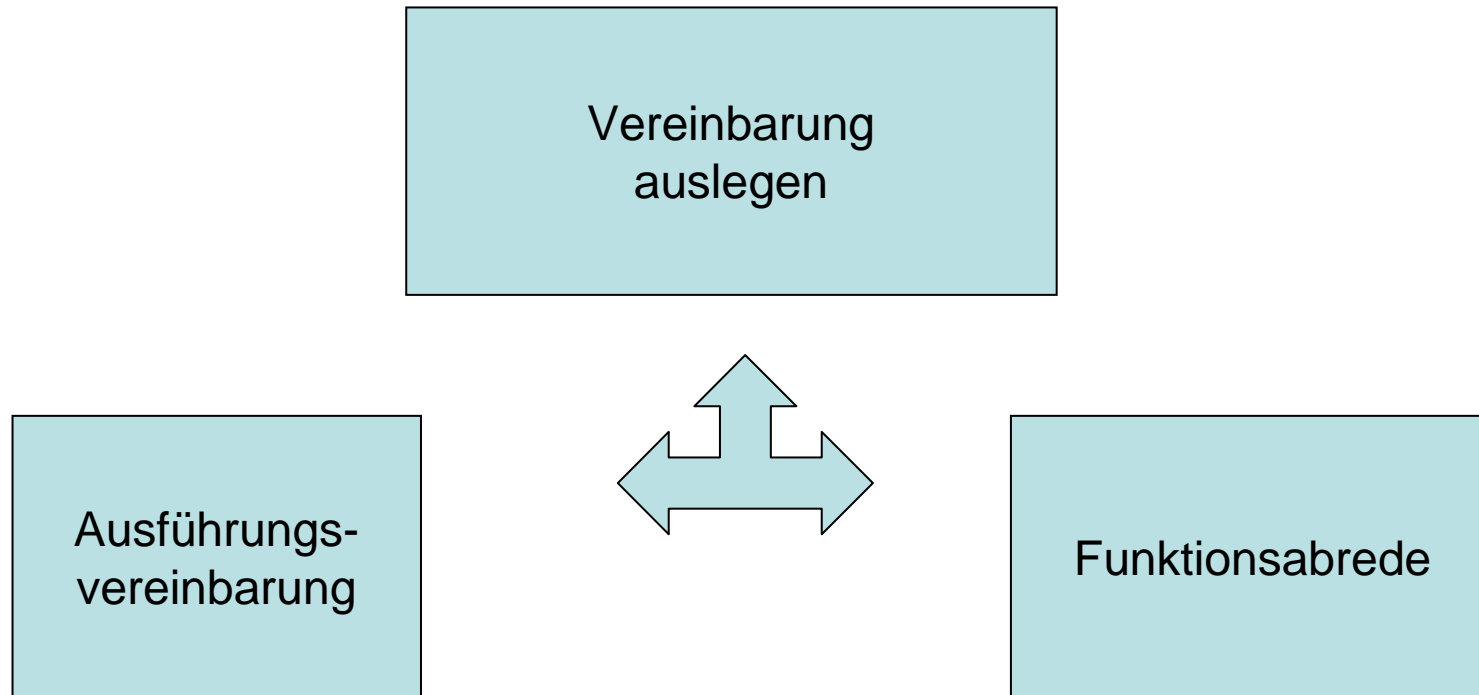 Vereinbarung
auslegen
Ausführungs-
vereinbarung
Funktionsabrede